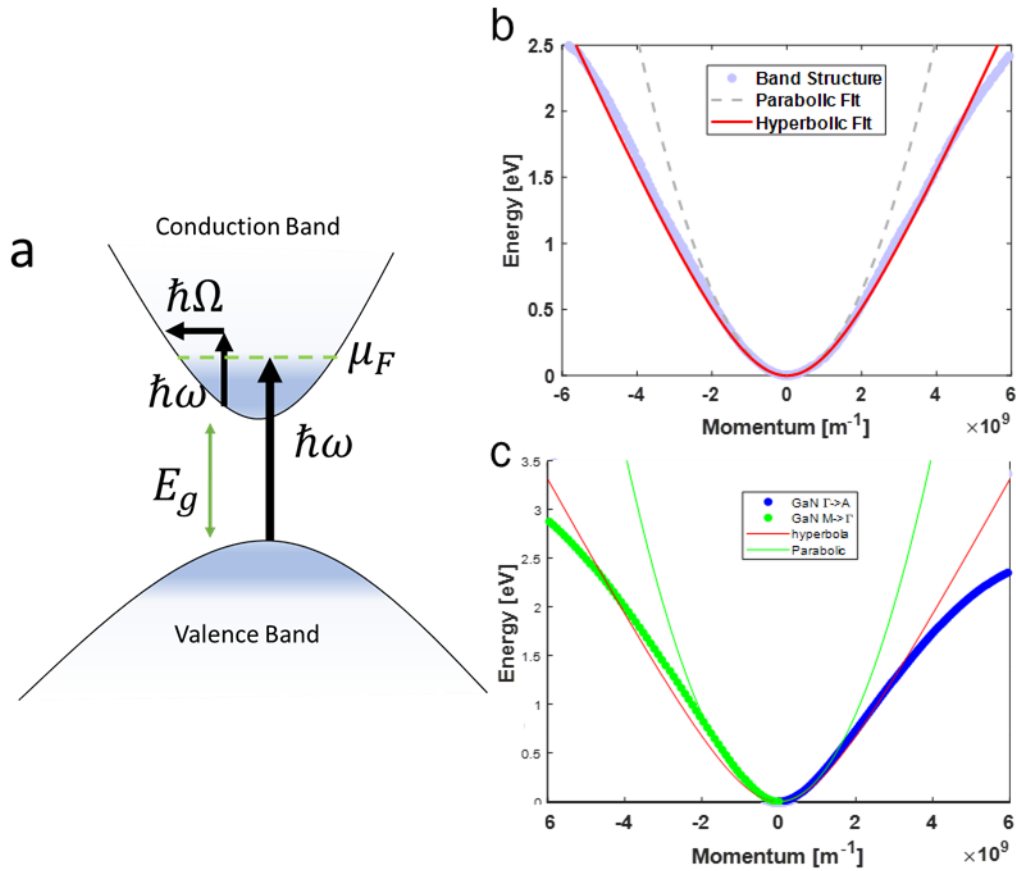 a
Conduction Band
ħΩ
μ_F
ħω
ħω
E_g
Valence Band
b
2.5
2
1.5
1
0.5
0
Energy [eV]
Band Structure
Parabolic Fit
Hyperbolic Fit
-6 -4 -2 0 2 4 6
Momentum [m⁻¹] ×10⁹
c
3.5
3
2.5
2
1.5
1
0.5
0
Energy [eV]
GaN Γ->A
GaN M->Γ
hyperbola
Parabolic
6 -4 -2 0 2 4 6
Momentum [m⁻¹] ×10⁹